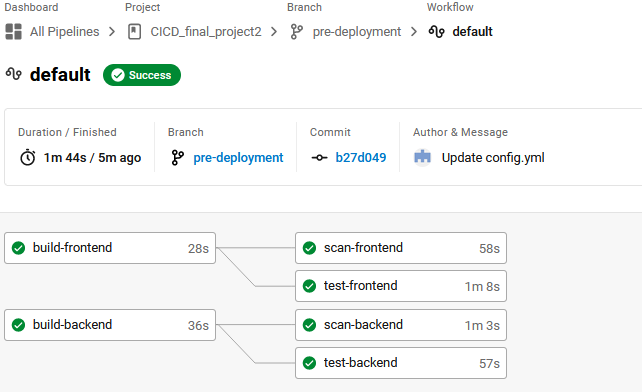 Dashboard Project Branch Workflow
All Pipelines CICD_final_project2 pre-deployment default
default Success
Duration / Finished Branch Commit Author & Message
1m 44s / 5m ago pre-deployment b27d049 Update config.yml
build-frontend 28s scan-frontend 58s
test-frontend 1m 8s
build-backend 36s scan-backend 1m 3s
test-backend 57s